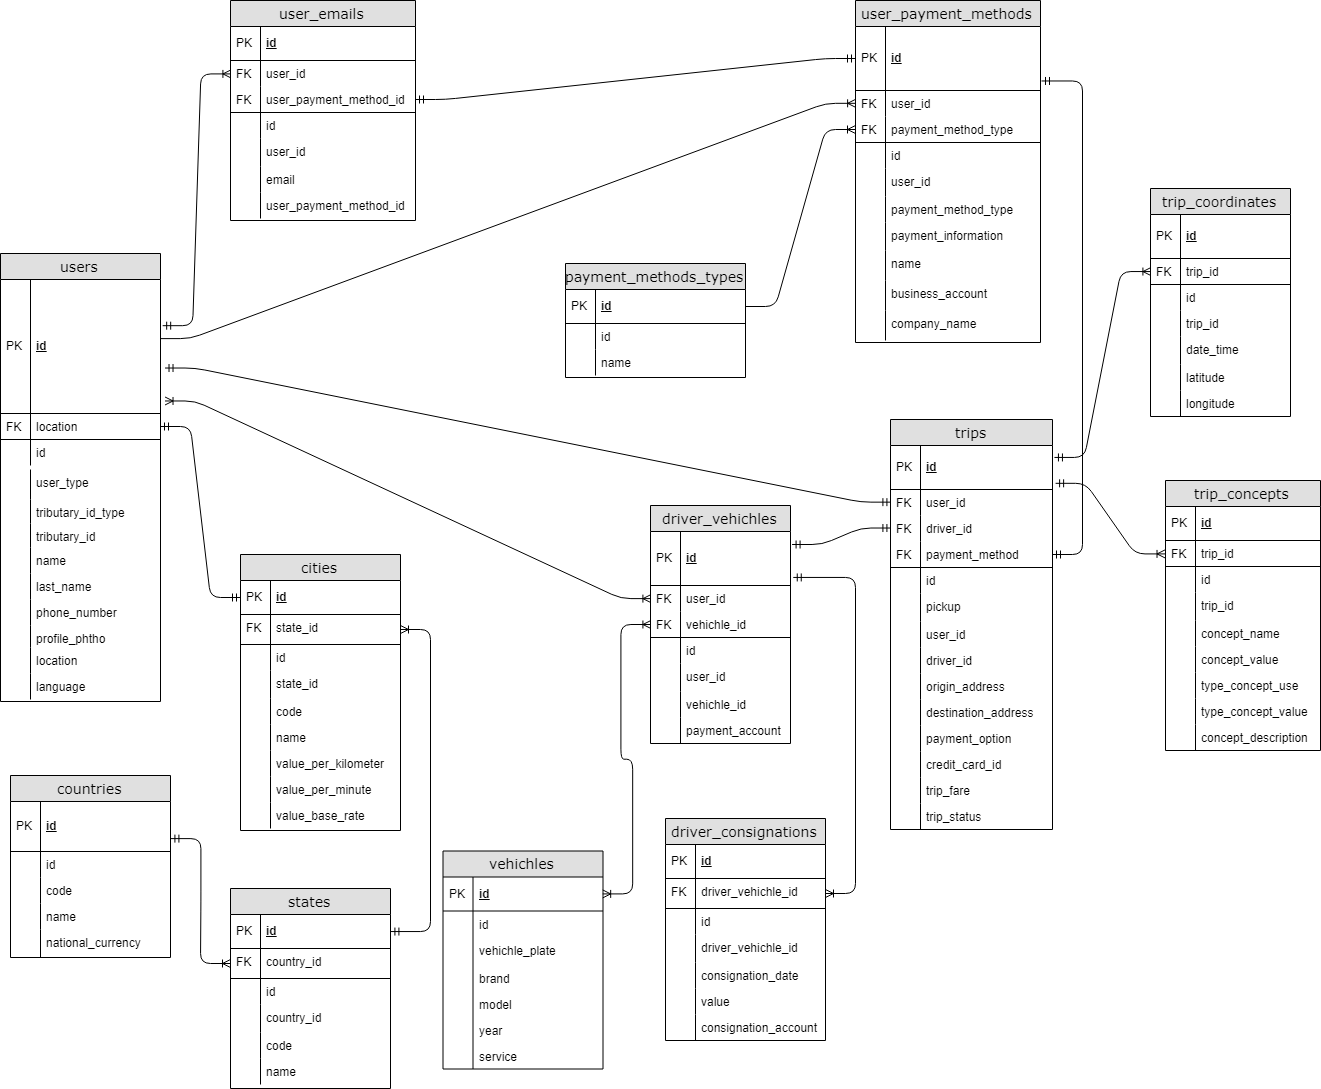 user_emails
PK id
FK user_id
FK user_payment_method_id
id
user_id
email
user_payment_method_id
user_payment_methods
PK id
FK user_id
FK payment_method_type
id
user_id
payment_method_type
payment_information
name
business_account
company_name
trip_coordinates
PK id
FK trip_id
id
trip_id
date_time
latitude
longitude
users
PK id
FK location
id
user_type
tributary_id_type
tributary_id
name
last_name
phone_number
profile_phtho
location
language
payment_methods_types
PK id
id
name
trips
PK id
FK user_id
FK driver_id
FK payment_method
id
pickup
user_id
driver_id
origin_address
destination_address
payment_option
credit_card_id
trip_fare
trip_status
trip_concepts
PK id
FK trip_id
id
trip_id
concept_name
concept_value
type_concept_use
type_concept_value
concept_description
driver_vehichles
PK id
FK user_id
FK vehichle_id
id
user_id
vehichle_id
payment_account
cities
PK id
FK state_id
id
state_id
code
name
value_per_kilometer
value_per_minute
value_base_rate
countries
PK id
id
code
name
national_currency
states
PK id
FK country_id
id
country_id
code
name
vehichles
PK id
id
vehichle_plate
brand
model
year
service
driver_consignations
PK id
FK driver_vehichle_id
id
driver_vehichle_id
consignation_date
value
consignation_account